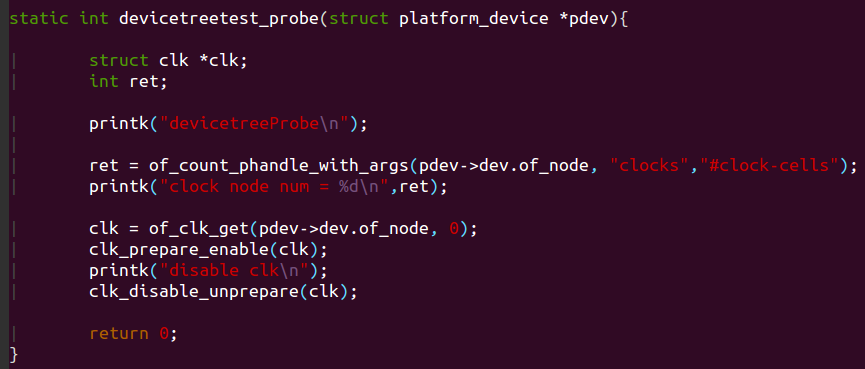 static int devicetreetest_probe(struct platform_device *pdev){
struct clk *clk;
int ret;
printk("devicetreeProbe\n");
ret = of_count_phandle_with_args(pdev->dev.of_node, "clocks","#clock-cells");
printk("clock node num = %d\n",ret);
clk = of_clk_get(pdev->dev.of_node, 0);
clk_prepare_enable(clk);
printk("disable clk\n");
clk_disable_unprepare(clk);
return 0;
}